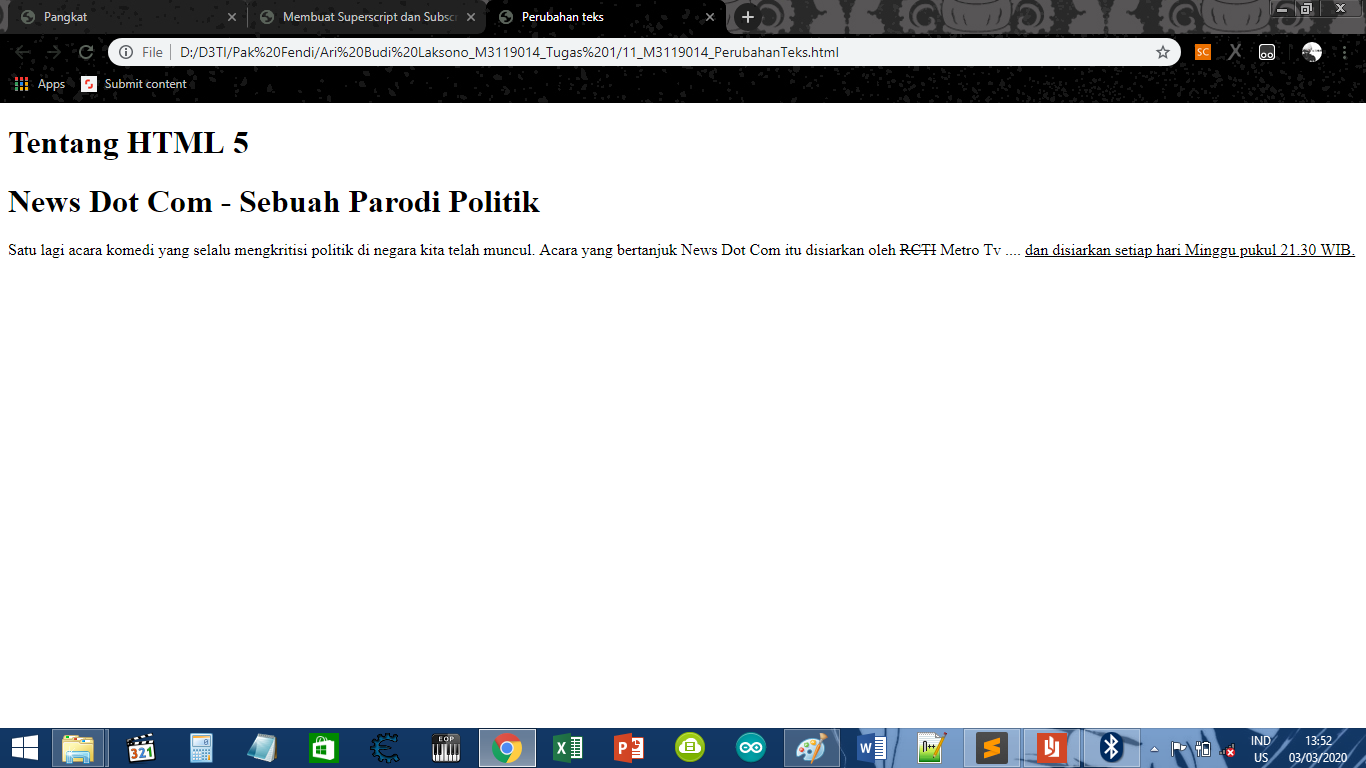 Pangkat
Membuat Superscript dan Subscr
Perubahan teks
File
D:/D3TI/Pak%20Fendi/Ari%20Budi%20Laksono_M3119014_Tugas%201/11_M3119014_PerubahanTeks.html
SC
Apps
Submit content
Tentang HTML 5
News Dot Com - Sebuah Parodi Politik
Satu lagi acara komedi yang selalu mengkritisi politik di negara kita telah muncul. Acara yang bertanjuk News Dot Com itu disiarkan oleh RCTI Metro Tv .... dan disiarkan setiap hari Minggu pukul 21.30 WIB.
321
EOP
IND
US
13:52
03/03/2020